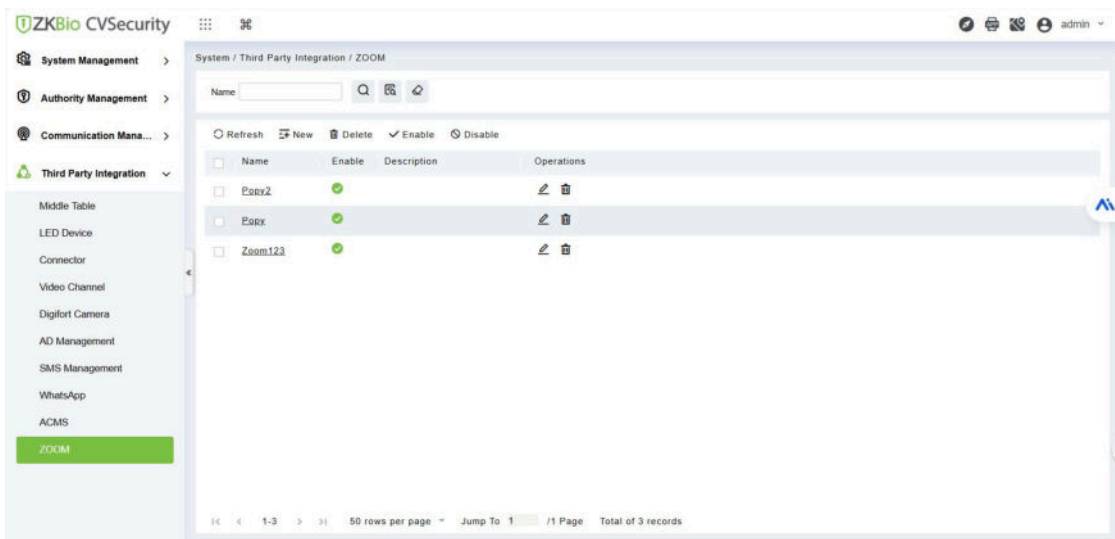 ZKBio CVSecurity
admin
System Management
Authority Management
Communication Mana...
Third Party Integration
Middle Table
LED Device
Connector
Video Channel
Digifort Camera
AD Management
SMS Management
WhatsApp
ACMS
ZOOM
System / Third Party Integration / ZOOM
Name
Refresh New Delete Enable Disable
Name Enable Description Operations
Popy2
Popy
Zoom123
1-3 50 rows per page Jump To 1 /1 Page Total of 3 records